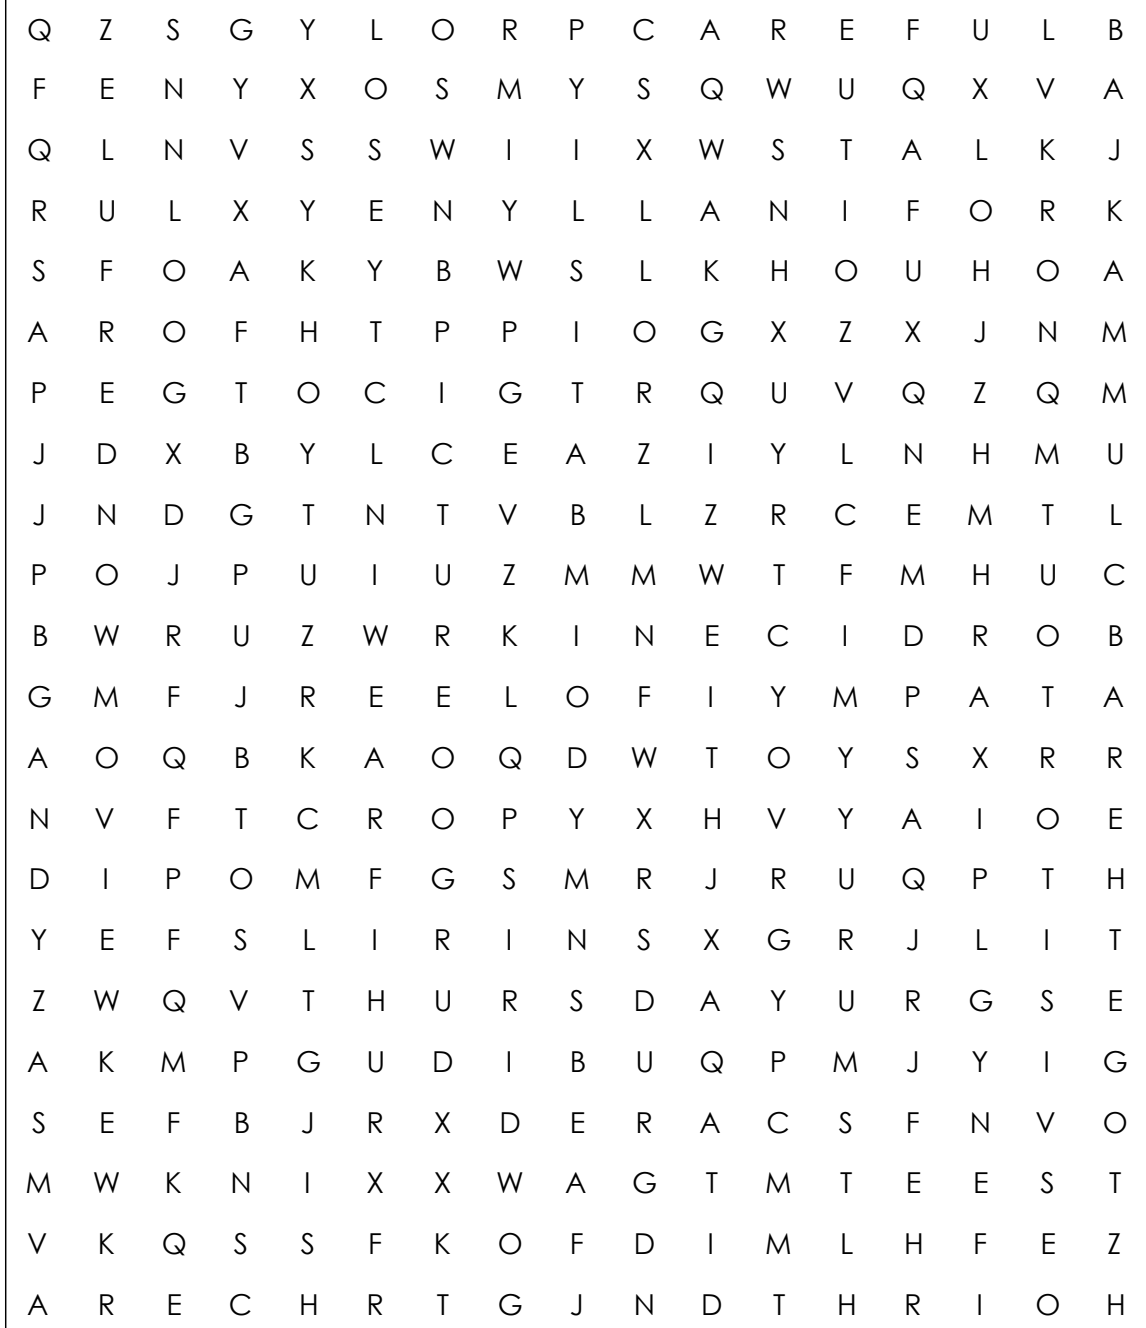 Q Z S G Y L O R P C A R E F U L B
F E N Y X O S M Y S Q W U Q X V A
Q L N V S S W I I X W S T A L K J
R U L X Y E N Y L L A N I F O R K
S F O A K Y B W S L K H O U H O A
A R O F H T P P I O G X Z X J N M
P E G T O C I G T R Q U V Q Z Q M
J D X B Y L C E A Z I Y L N H M U
J N D G T N T V B L Z R C E M T L
P O J P U I U Z M M W T F M H U C
B W R U Z W R K I N E C I D R O B
G M F J R E E L O F I Y M P A T A
A O Q B K A O Q D W T O Y S X R R
N V F T C R O P Y X H V Y A I O E
D I P O M F G S M R J R U Q P T H
Y E F S L I R I N S X G R J L I T
Z W Q V T H U R S D A Y U R G S E
A K M P G U D I B U Q P M J Y I G
S E F B J R X D E R A C S F N V O
M W K N I X X W A G T M T E E S T
V K Q S S F K O F D I M L H F E Z
A R E C H R T G J N D T H R I O H